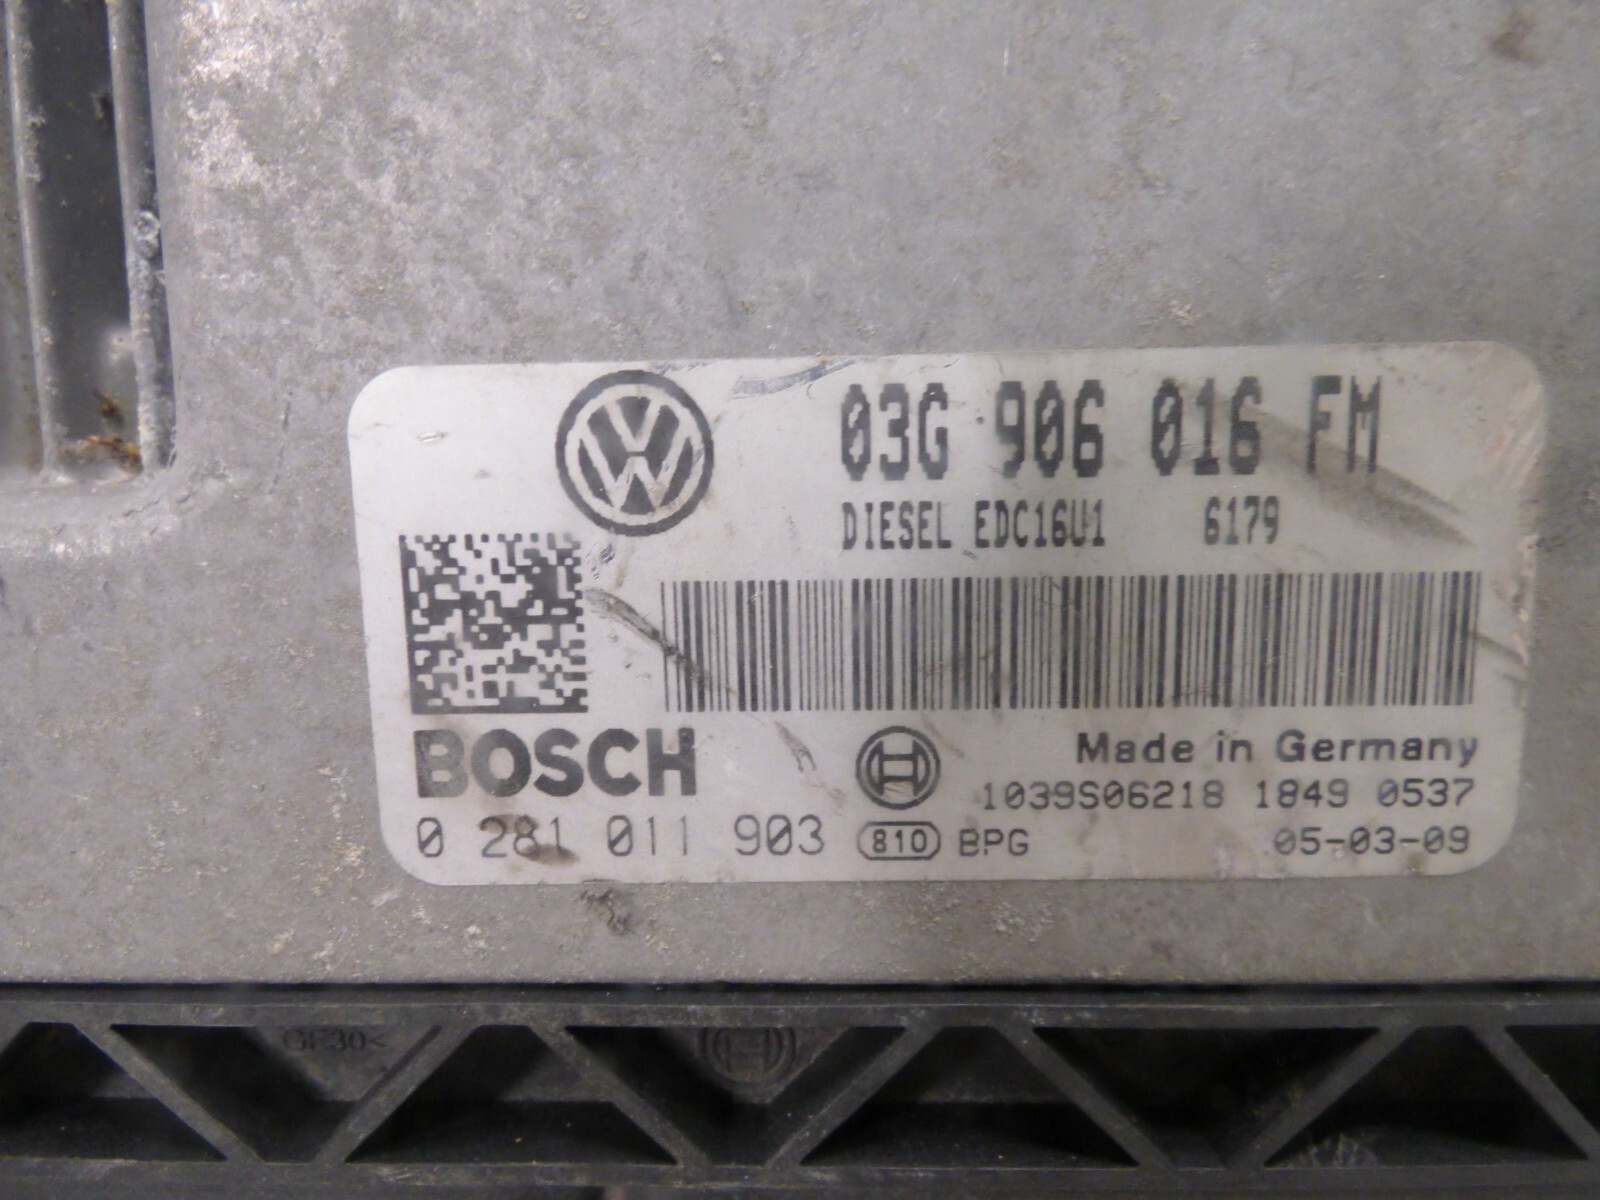 03G 906 016 FM
DIESEL EDC16U1 6179
BOSCH
Made in Germany
1039S06218 1849 0537
0 281 011 903 810 BPG 05-03-09
GF30<